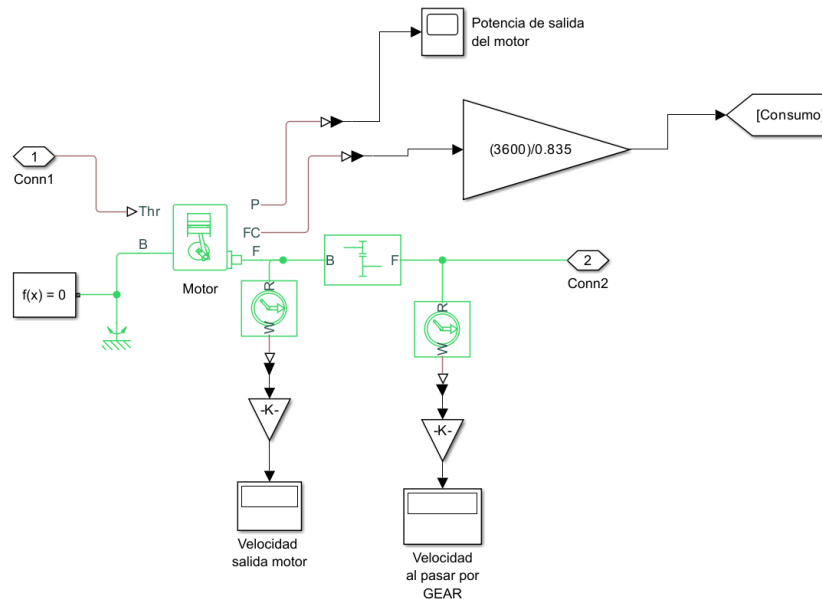 Potencia de salida
del motor
(3600)/0.835
[Consumo]
1
Conn1
Thr
P
FC
B
F
Motor
f(x) = 0
B
F
2
Conn2
R
W
R
W
-K-
-K-
Velocidad
salida motor
Velocidad
al pasar por
GEAR